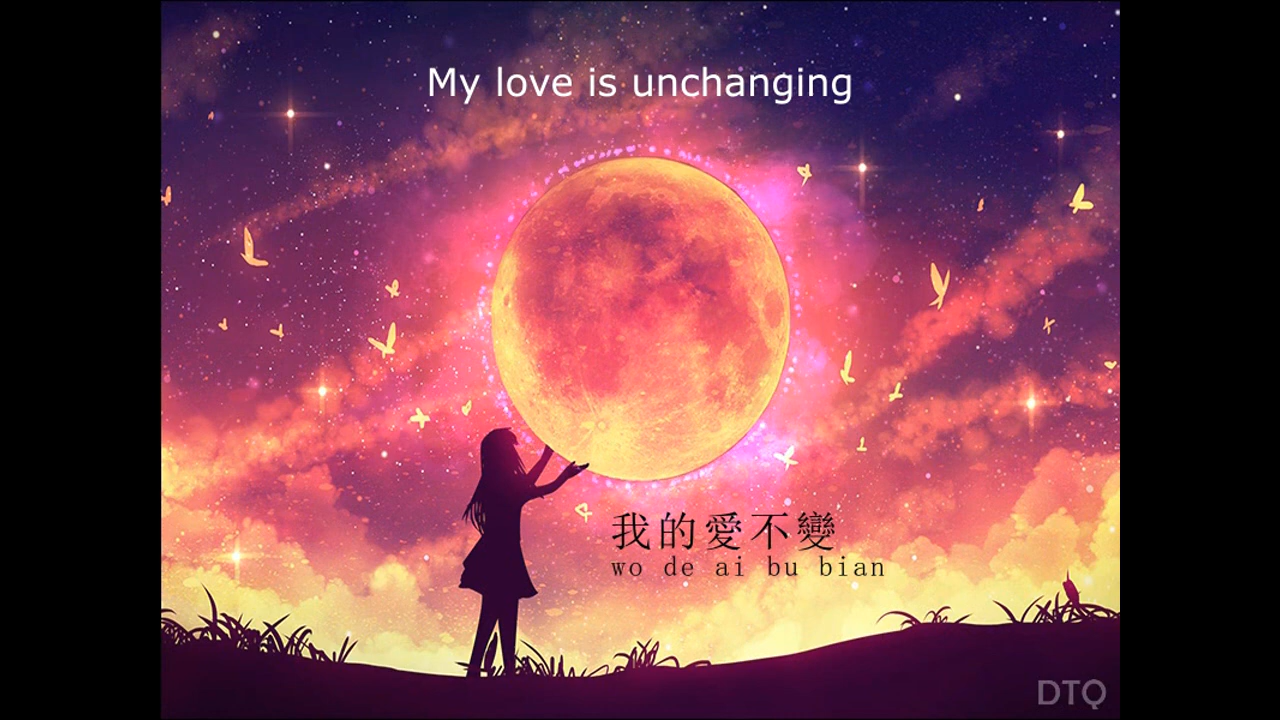 My love is unchanging
我的愛不變
wo de ai bu bian
DTQ